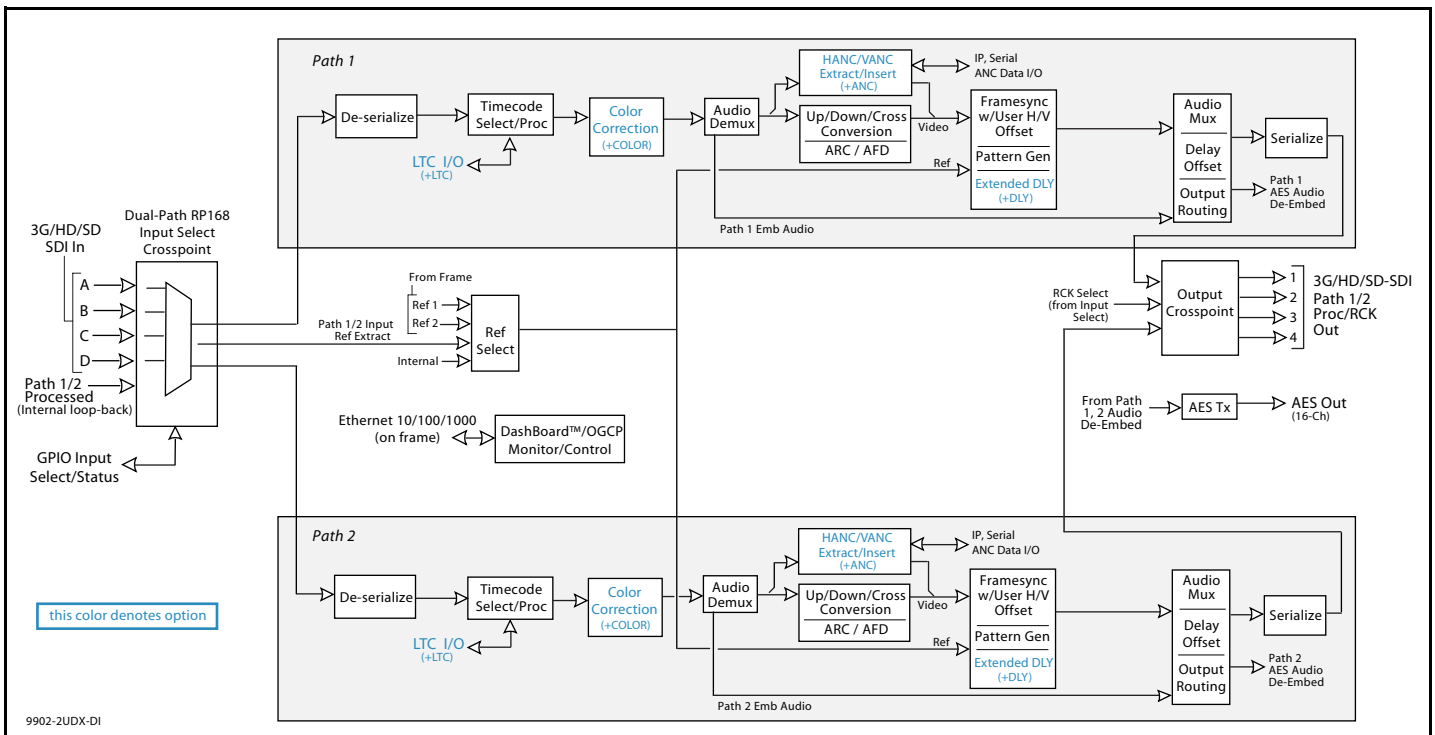 Path 1
De-serialize
Timecode
Select/Proc
LTC I/O
(+LTC)
Color
Correction
(+COLOR)
Audio
Demux
HANC/VANC
Extract/Insert
(+ANC)
IP, Serial
ANC Data I/O
Up/Down/Cross
Conversion
ARC / AFD
Video
Ref
Framesync
w/User H/V
Offset
Pattern Gen
Extended DLY
(+DLY)
Audio
Mux
Delay
Offset
Output
Routing
Serialize
Path 1
AES Audio
De-Embed
Path 1 Emb Audio
3G/HD/SD
SDI In
Dual-Path RP168
Input Select
Crosspoint
A
B
C
D
Path 1/2
Processed
(Internal loop-back)
GPIO Input
Select/Status
From Frame
Ref 1
Ref 2
Path 1/2 Input
Ref Extract
Internal
Ref
Select
Ethernet 10/100/1000
(on frame)
DashBoard™/OGCP
Monitor/Control
RCK Select
(from Input
Select)
Output
Crosspoint
1
2
3
4
3G/HD/SD-SDI
Path 1/2
Proc/RCK
Out
From Path
1, 2 Audio
De-Embed
AES Tx
AES Out
(16-Ch)
Path 2
De-serialize
Timecode
Select/Proc
LTC I/O
(+LTC)
Color
Correction
(+COLOR)
Audio
Demux
HANC/VANC
Extract/Insert
(+ANC)
IP, Serial
ANC Data I/O
Up/Down/Cross
Conversion
ARC / AFD
Video
Ref
Framesync
w/User H/V
Offset
Pattern Gen
Extended DLY
(+DLY)
Audio
Mux
Delay
Offset
Output
Routing
Serialize
Path 2
AES Audio
De-Embed
Path 2 Emb Audio
this color denotes option
9902-2UDX-DI